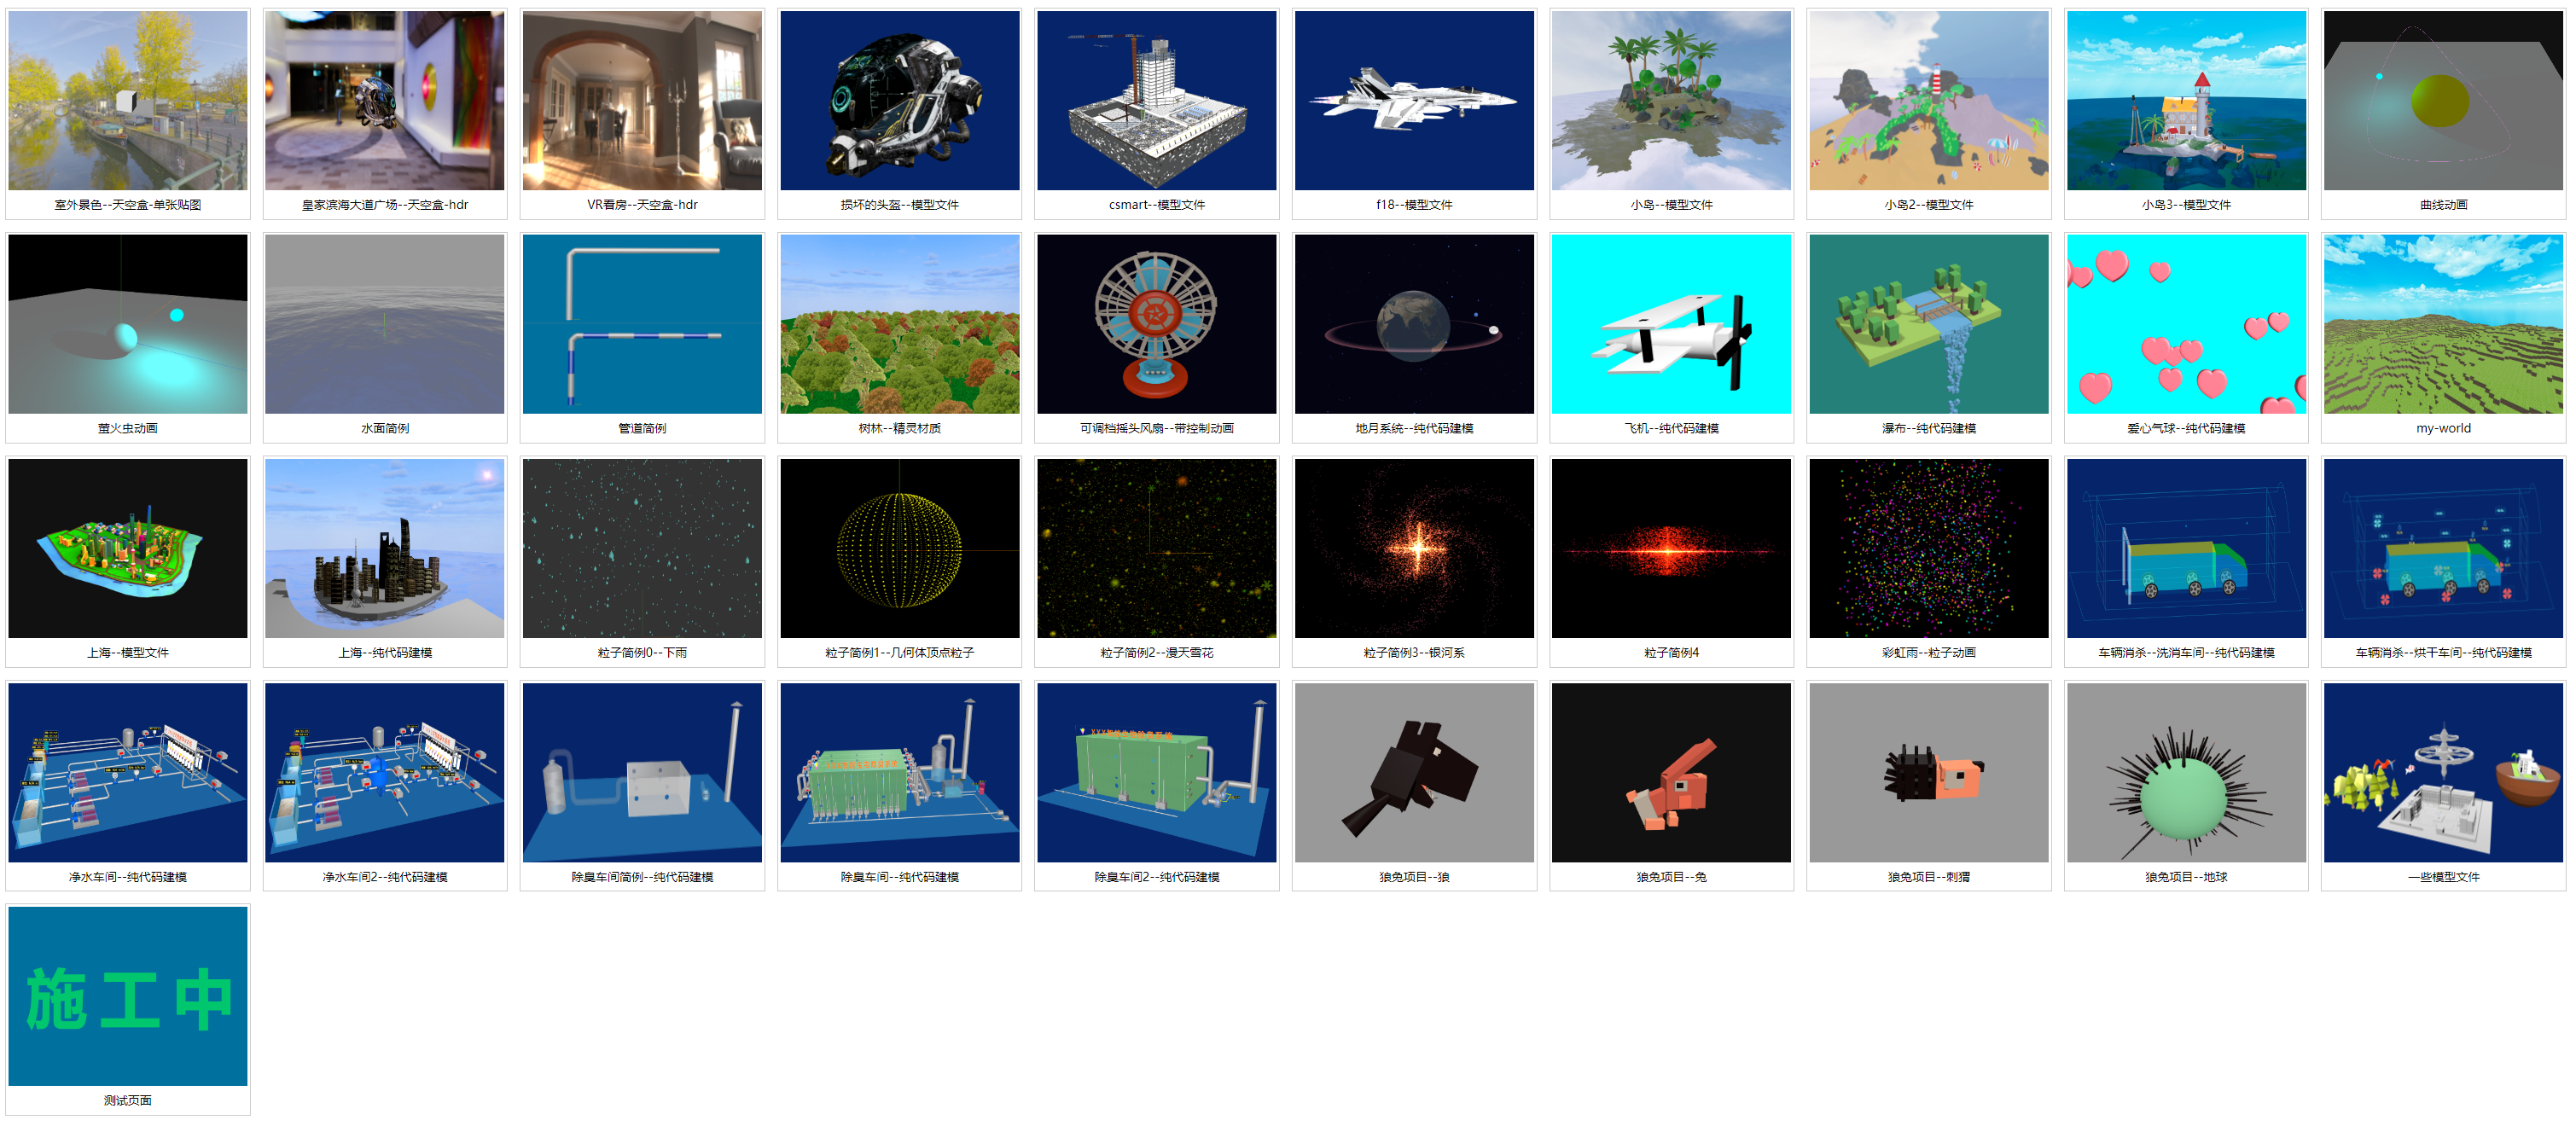 室外景色--天空盒-单张贴图
皇家滨海大道广场--天空盒-hdr
VR看房--天空盒-hdr
损坏的头盔--模型文件
csmart--模型文件
f18--模型文件
小岛--模型文件
小岛2--模型文件
小岛3--模型文件
曲线动画
萤火虫动画
水面简例
管道简例
树林--精灵材质
可调档摇头风扇--带控制动画
地月系统--纯代码建模
飞机--纯代码建模
瀑布--纯代码建模
爱心气球--纯代码建模
my-world
上海--模型文件
上海--纯代码建模
粒子简例0--下雨
粒子简例1--几何体顶点粒子
粒子简例2--漫天雪花
粒子简例3--银河系
粒子简例4
彩虹雨--粒子动画
车辆消杀--洗消车间--纯代码建模
车辆消杀--烘干车间--纯代码建模
净水车间--纯代码建模
净水车间2--纯代码建模
除臭车间简例--纯代码建模
除臭车间--纯代码建模
除臭车间2--纯代码建模
狼兔项目--狼
狼兔项目--兔
狼兔项目--刺猬
狼兔项目--地球
一些模型文件
施工中
测试页面